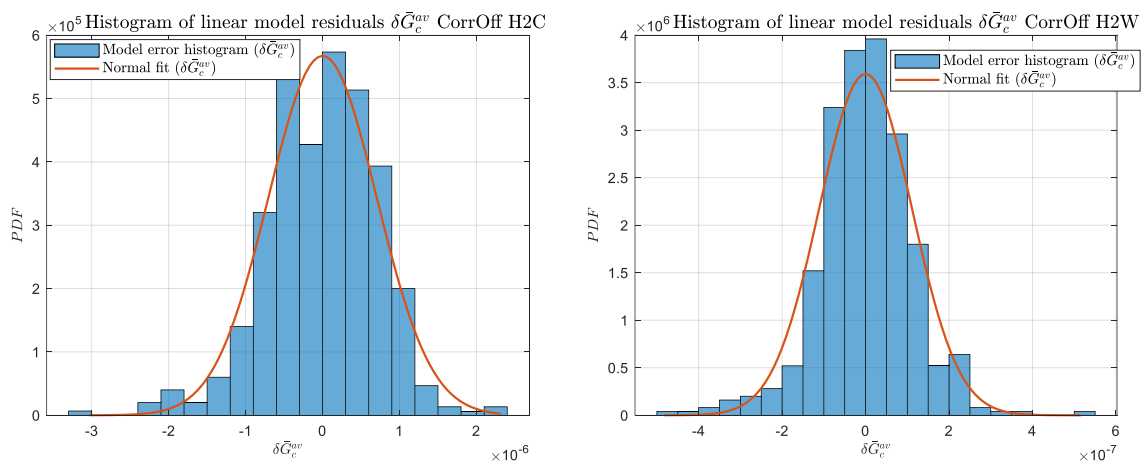 ×10⁵ Histogram of linear model residuals δḠ_c^{av} CorrOff H2C
Model error histogram (δḠ_c^{av})
Normal fit (δḠ_c^{av})
6
5
4
3
2
1
0
PDF
-3 -2 -1 0 1 2
δḠ_c^{av}
×10⁻⁶
×10⁶ Histogram of linear model residuals δḠ_c^{av} CorrOff H2W
Model error histogram (δḠ_c^{av})
Normal fit (δḠ_c^{av})
4
3.5
3
2.5
2
1.5
1
0.5
0
PDF
-4 -2 0 2 4 6
δḠ_c^{av}
×10⁻⁷